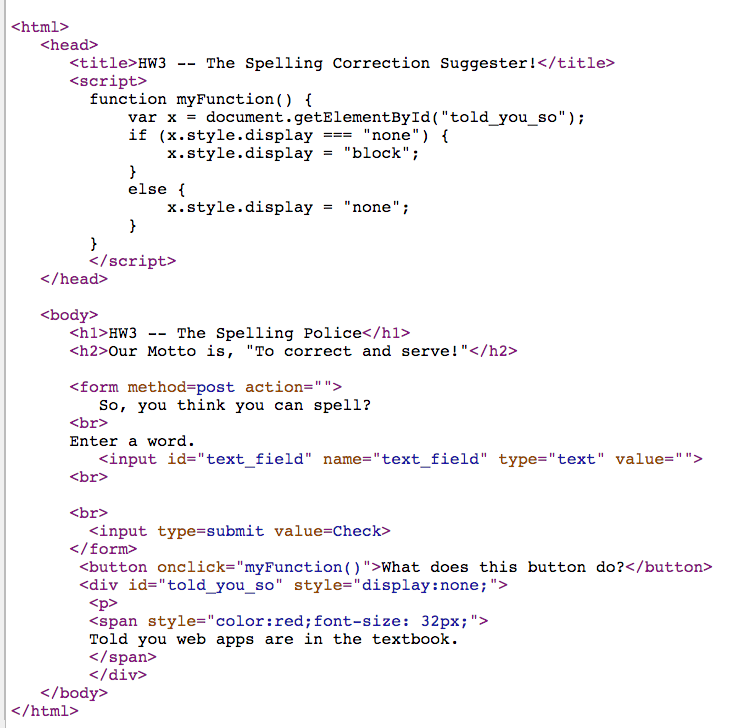 <html>
<head>
<title>HW3 -- The Spelling Correction Suggester!</title>
<script>
function myFunction() {
var x = document.getElementById("told_you_so");
if (x.style.display === "none") {
x.style.display = "block";
}
else {
x.style.display = "none";
}
}
</script>
</head>
<body>
<h1>HW3 -- The Spelling Police</h1>
<h2>Our Motto is, "To correct and serve!"</h2>
<form method=post action="">
So, you think you can spell?
<br>
Enter a word.
<input id="text_field" name="text_field" type="text" value="">
<br>
<br>
<input type=submit value=Check>
</form>
<button onclick="myFunction()">What does this button do?</button>
<div id="told_you_so" style="display:none;">
<p>
<span style="color:red;font-size: 32px;">
Told you web apps are in the textbook.
</span>
</div>
</body>
</html>